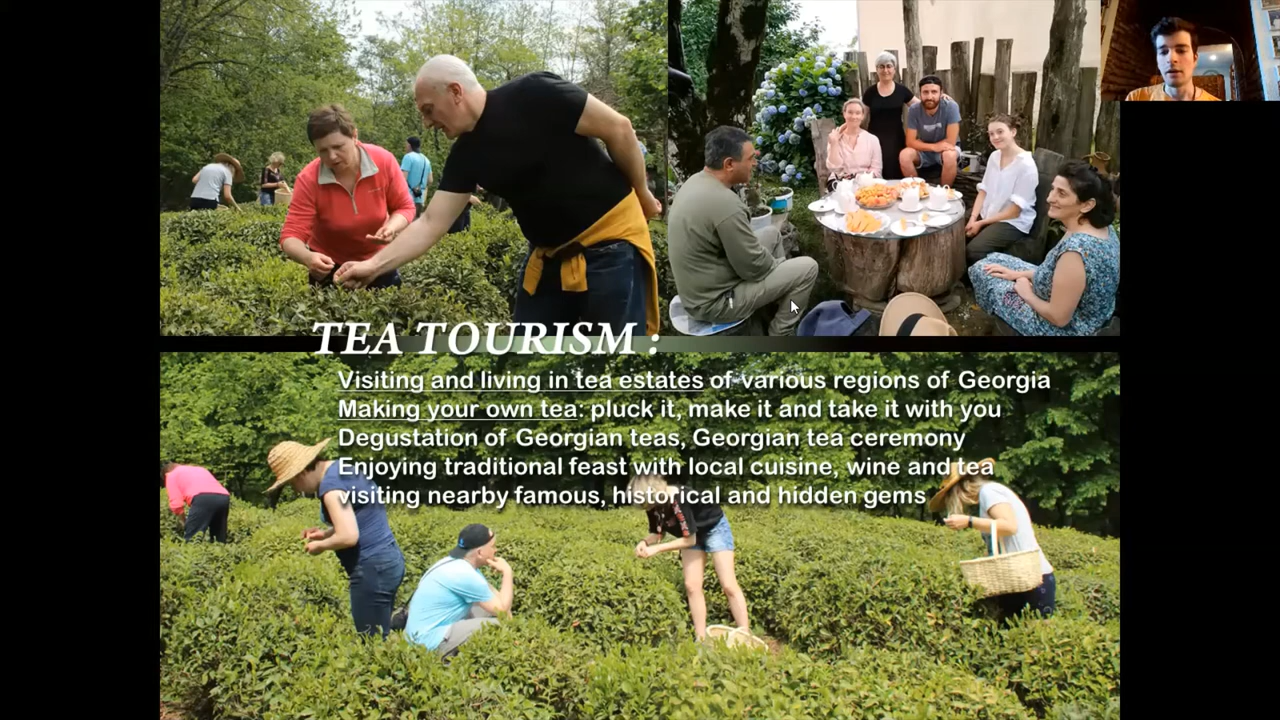 TEA TOURISM :
Visiting and living in tea estates of various regions of Georgia
Making your own tea: pluck it, make it and take it with you
Degustation of Georgian teas, Georgian tea ceremony
Enjoying traditional feast with local cuisine, wine and tea
visiting nearby famous, historical and hidden gems